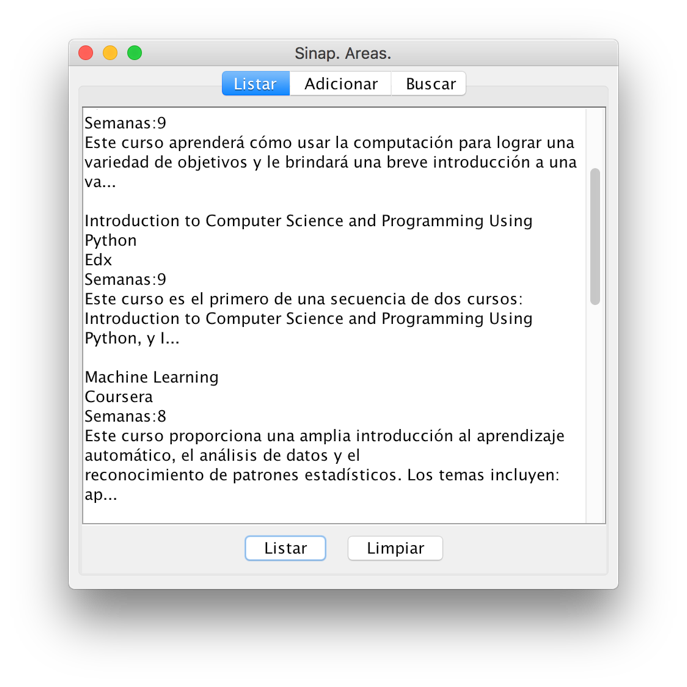 Sinap. Areas.
Listar Adicionar Buscar
Semanas:9
Este curso aprenderá cómo usar la computación para lograr una
variedad de objetivos y le brindará una breve introducción a una
va...
Introduction to Computer Science and Programming Using
Python
Edx
Semanas:9
Este curso es el primero de una secuencia de dos cursos:
Introduction to Computer Science and Programming Using
Python, y I...
Machine Learning
Coursera
Semanas:8
Este curso proporciona una amplia introducción al aprendizaje
automático, el análisis de datos y el
reconocimiento de patrones estadísticos. Los temas incluyen:
ap...
Listar Limpiar